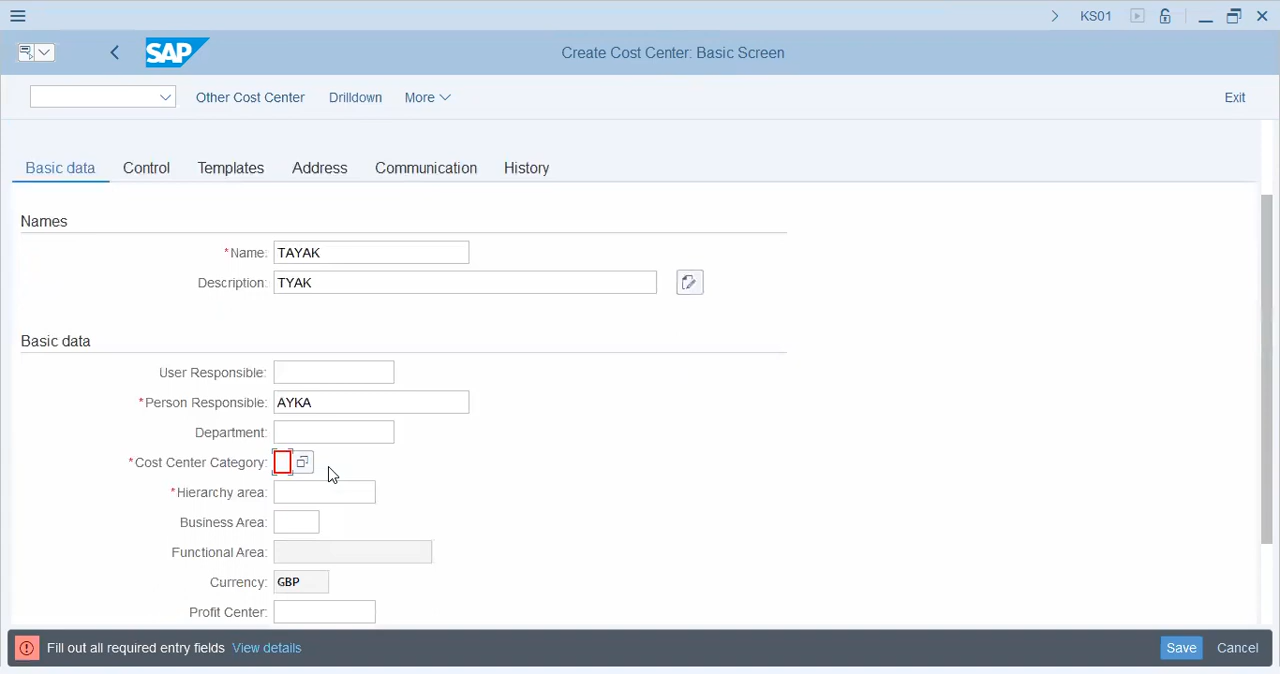 KS01
SAP
Create Cost Center: Basic Screen
Other Cost Center Drilldown More Exit
Basic data Control Templates Address Communication History
Names
*Name: TAYAK
Description: TYAK
Basic data
User Responsible:
*Person Responsible: AYKA
Department:
*Cost Center Category:
*Hierarchy area:
Business Area:
Functional Area:
Currency: GBP
Profit Center:
Fill out all required entry fields View details Save Cancel